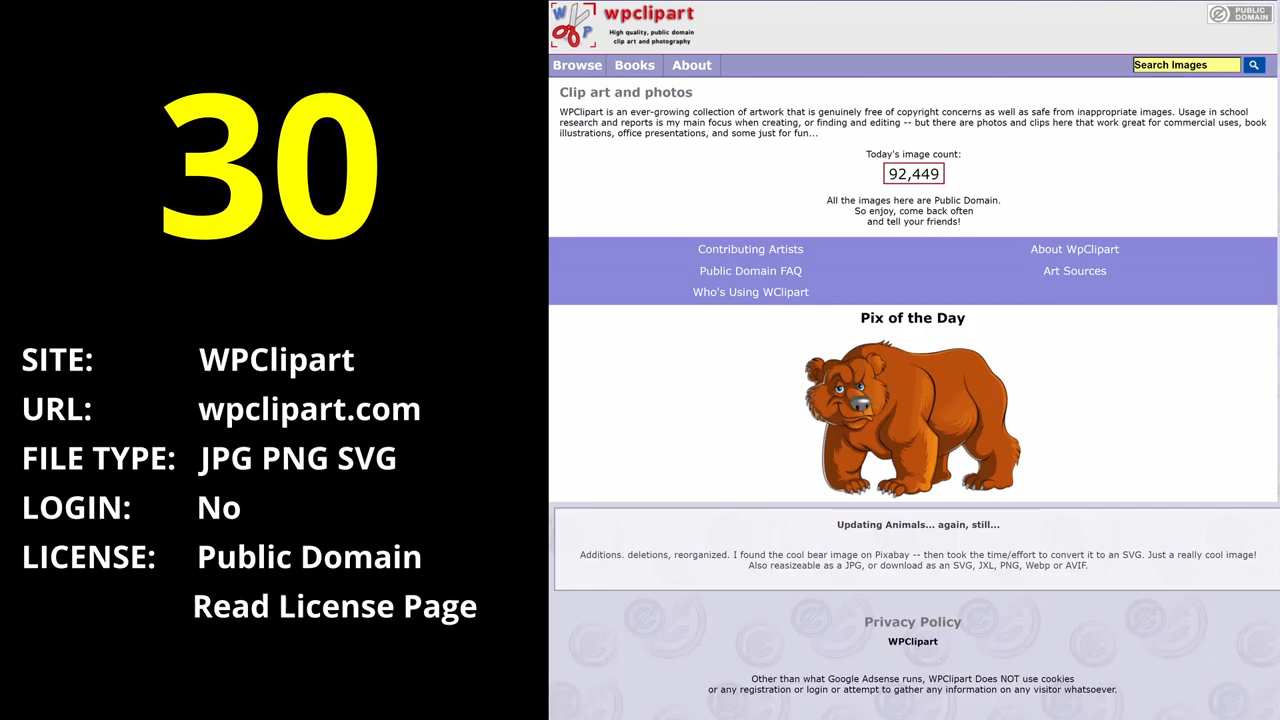 30
SITE: WPClipart
URL: wpclipart.com
FILE TYPE: JPG PNG SVG
LOGIN: No
LICENSE: Public Domain
Read License Page
W P
wpclipart
High quality, public domain
clip art and photography
PUBLIC
DOMAIN
Browse Books About
Search Images
Clip art and photos
WPClipart is an ever-growing collection of artwork that is genuinely free of copyright concerns as well as safe from inappropriate images. Usage in school
research and reports is my main focus when creating, or finding and editing -- but there are photos and clips here that work great for commercial uses, book
illustrations, office presentations, and some just for fun...
Today's image count:
92,449
All the images here are Public Domain.
So enjoy, come back often
and tell your friends!
Contributing Artists
About WpClipart
Public Domain FAQ
Art Sources
Who's Using WClipart
Pix of the Day
Updating Animals... again, still...
Additions. deletions, reorganized. I found the cool bear image on Pixabay -- then took the time/effort to convert it to an SVG. Just a really cool image!
Also reasizeable as a JPG, or download as an SVG, JXL, PNG, Webp or AVIF.
Privacy Policy
WPClipart
Other than what Google Adsense runs, WPClipart Does NOT use cookies
or any registration or login or attempt to gather any information on any visitor whatsoever.